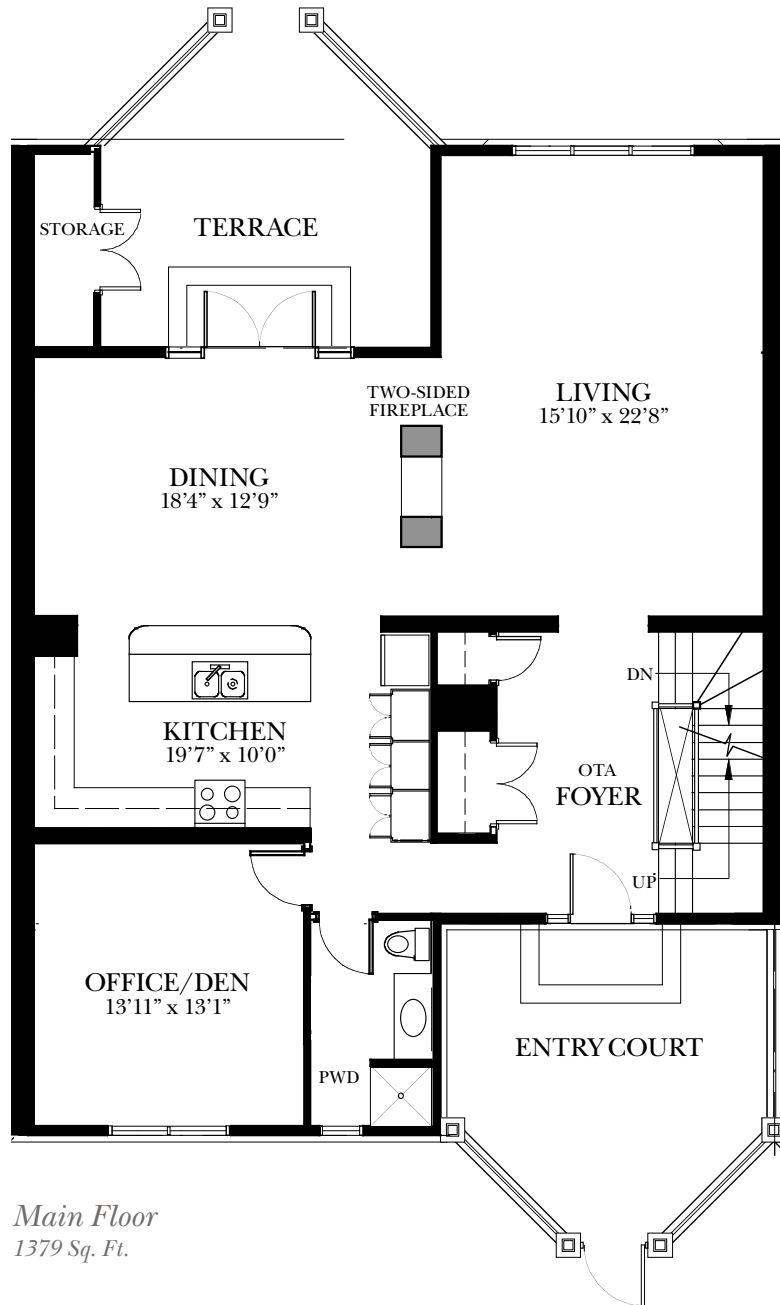 STORAGE
TERRACE
TWO-SIDED
FIREPLACE
LIVING
15'10” x 22'8”
DINING
18'4” x 12'9”
DN
KITCHEN
19'7” x 10'0”
OTA
FOYER
UP
OFFICE/DEN
13'11” x 13'1”
ENTRY COURT
PWD
Main Floor
1379 Sq. Ft.